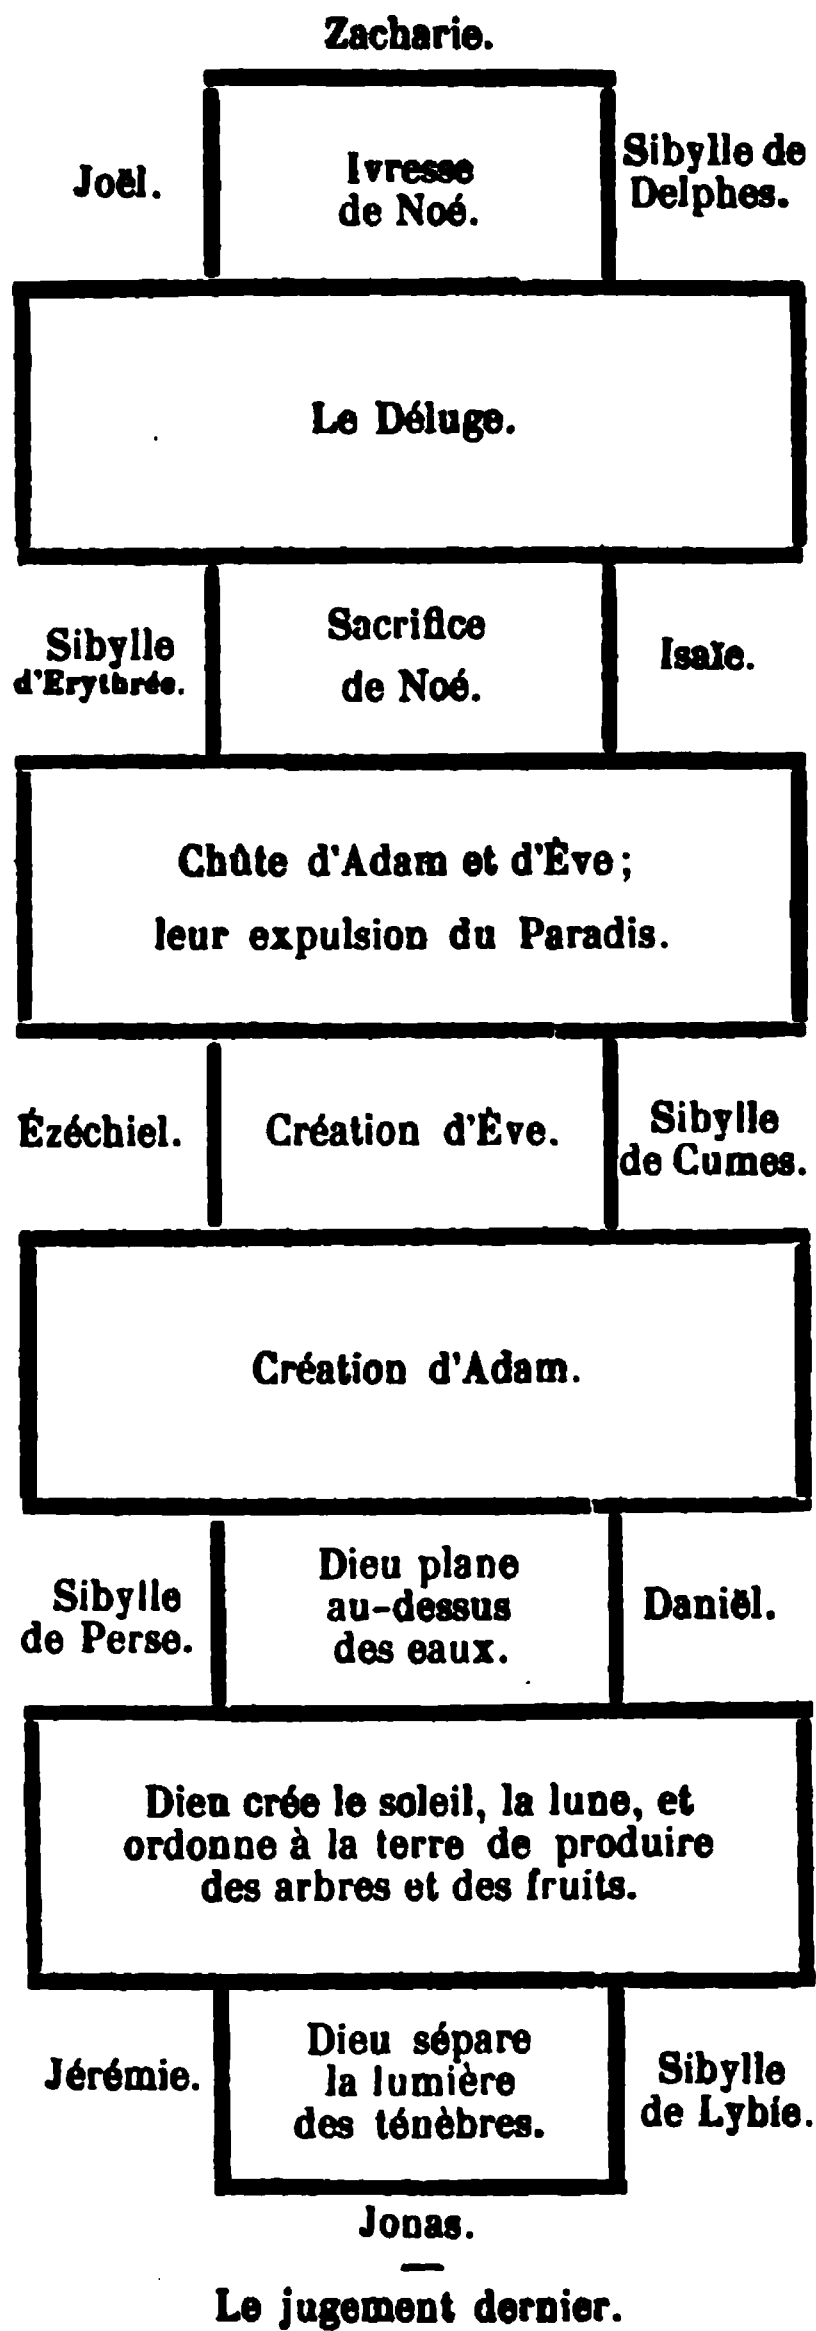 Zacharie.
Joël.
Ivresse
de Noé.
Sibylle de
Delphes.
Le Déluge.
Sibylle
d'Erythrée.
Sacrifice
de Noé.
Isaïe.
Chûte d'Adam et d'Ève;
leur expulsion du Paradis.
Ézéchiel.
Création d'Ève.
Sibylle
de Cumes.
Création d'Adam.
Sibylle
de Perse.
Dieu plane
au-dessus
des eaux.
Daniël.
Dieu crée le soleil, la lune, et
ordonne à la terre de produire
des arbres et des fruits.
Jérémie.
Dieu sépare
la lumière
des ténèbres.
Sibylle
de Lybie.
Jonas.
—
Le jugement dernier.